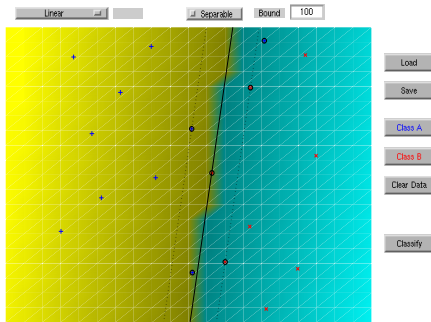 Linear Separable Bound 100
Load
Save
Class A
Class B
Clear Data
Classify